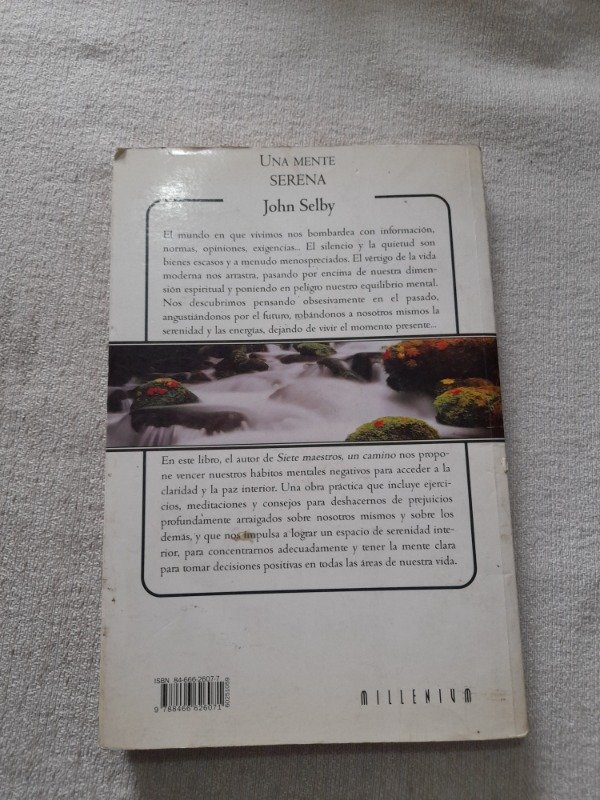 UNA MENTE
SERENA
John Selby
El mundo en que vivimos nos bombardea con información,
normas, opiniones, exigencias... El silencio y la quietud son
bienes escasos y a menudo menospreciados. El vértigo de la vida
moderna nos arrastra, pasando por encima de nuestra dimen-
sión espiritual y poniendo en peligro nuestro equilibrio mental.
Nos descubrimos pensando obsesivamente en el pasado,
angustiándonos por el futuro, robándonos a nosotros mismos la
serenidad y las energías, dejando de vivir el momento presente...
En este libro, el autor de Siete maestros, un camino nos propo-
ne vencer nuestros hábitos mentales negativos para acceder a la
claridad y la paz interior. Una obra práctica que incluye ejerci-
cios, meditaciones y consejos para deshacernos de prejuicios
profundamente arraigados sobre nosotros mismos y sobre los
demás, y que nos impulsa a lograr un espacio de serenidad inte-
rior, para concentrarnos adecuadamente y tener la mente clara
para tomar decisiones positivas en todas las áreas de nuestra vida.
ISBN 84-666-2607-7
9 788466 626071
MILLENIUM